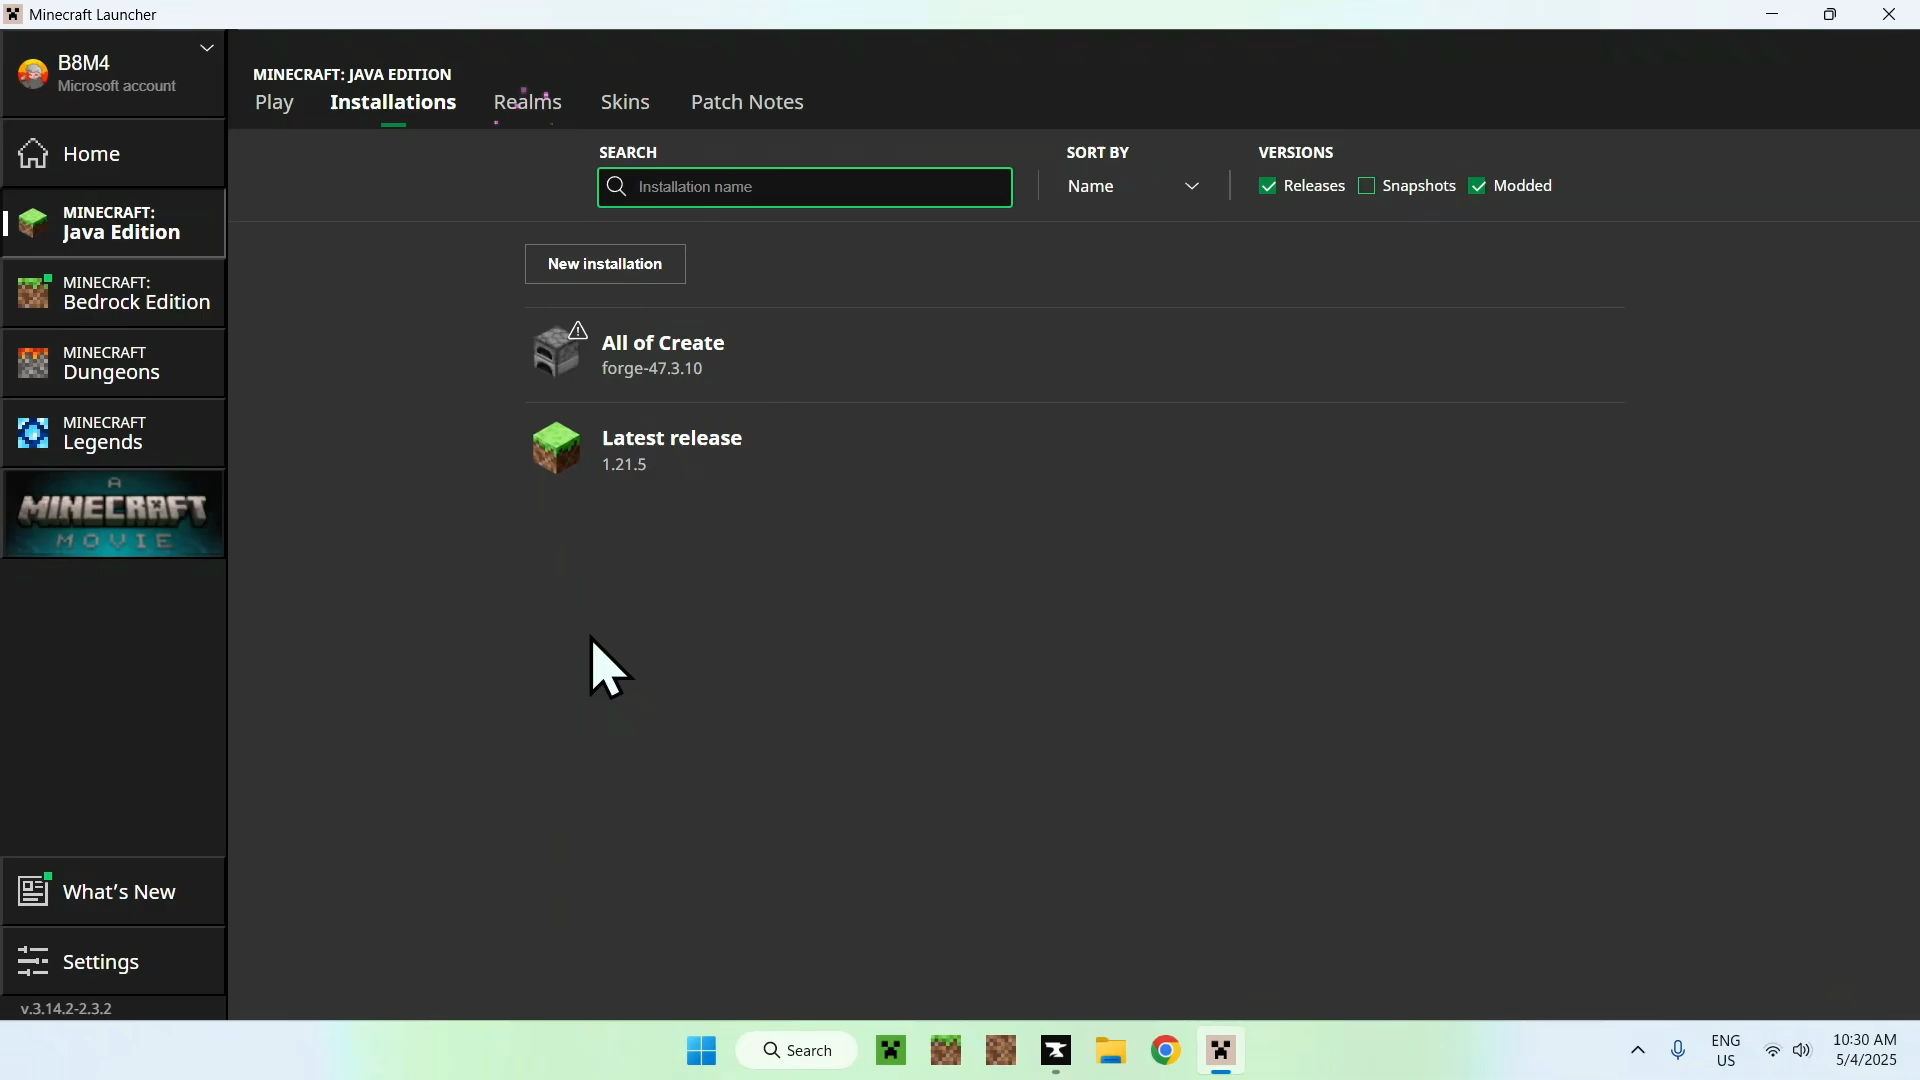 Minecraft Launcher
B8M4
Microsoft account
Home
MINECRAFT:
Java Edition
MINECRAFT:
Bedrock Edition
MINECRAFT
Dungeons
MINECRAFT
Legends
A
MINECRAFT
MOVIE
What's New
Settings
v.3.14.2-2.3.2
MINECRAFT: JAVA EDITION
Play Installations Realms Skins Patch Notes
SEARCH
Installation name
SORT BY
Name
VERSIONS
Releases Snapshots Modded
New installation
All of Create
forge-47.3.10
Latest release
1.21.5
Search
ENG
US
10:30 AM
5/4/2025